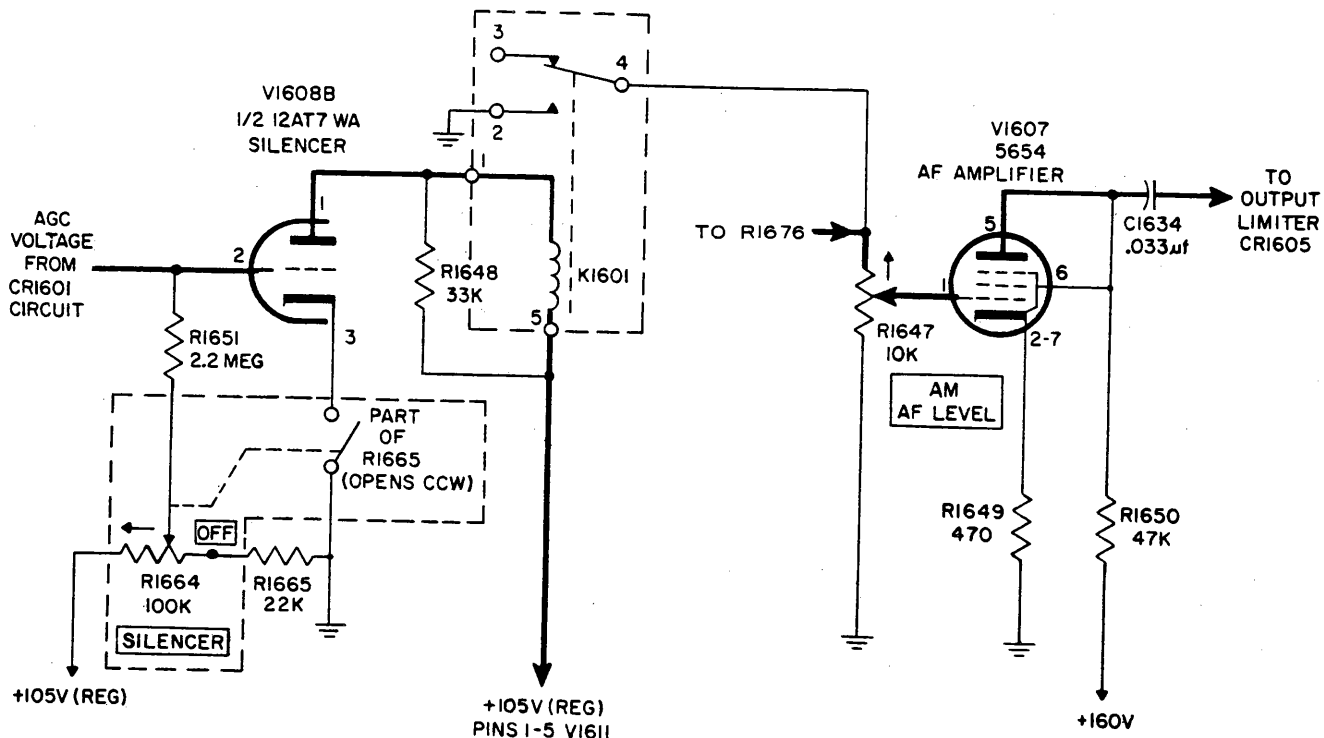 V1608B
1/2 12AT7 WA
SILENCER
3
4
2
1
5
K1601
R1648
33K
AGC
VOLTAGE
FROM
CR1601
CIRCUIT
2
1
3
R1651
2.2 MEG
PART
OF
R1665
(OPENS CCW)
OFF
R1664
100K
SILENCER
R1665
22K
+105V (REG)
+105V (REG)
PINS 1-5 V1611
TO R1676
R1647
10K
AM
AF LEVEL
V1607
5654
AF AMPLIFIER
5
6
1
2-7
C1634
.033µf
TO
OUTPUT
LIMITER
CR1605
R1649
470
R1650
47K
+160V